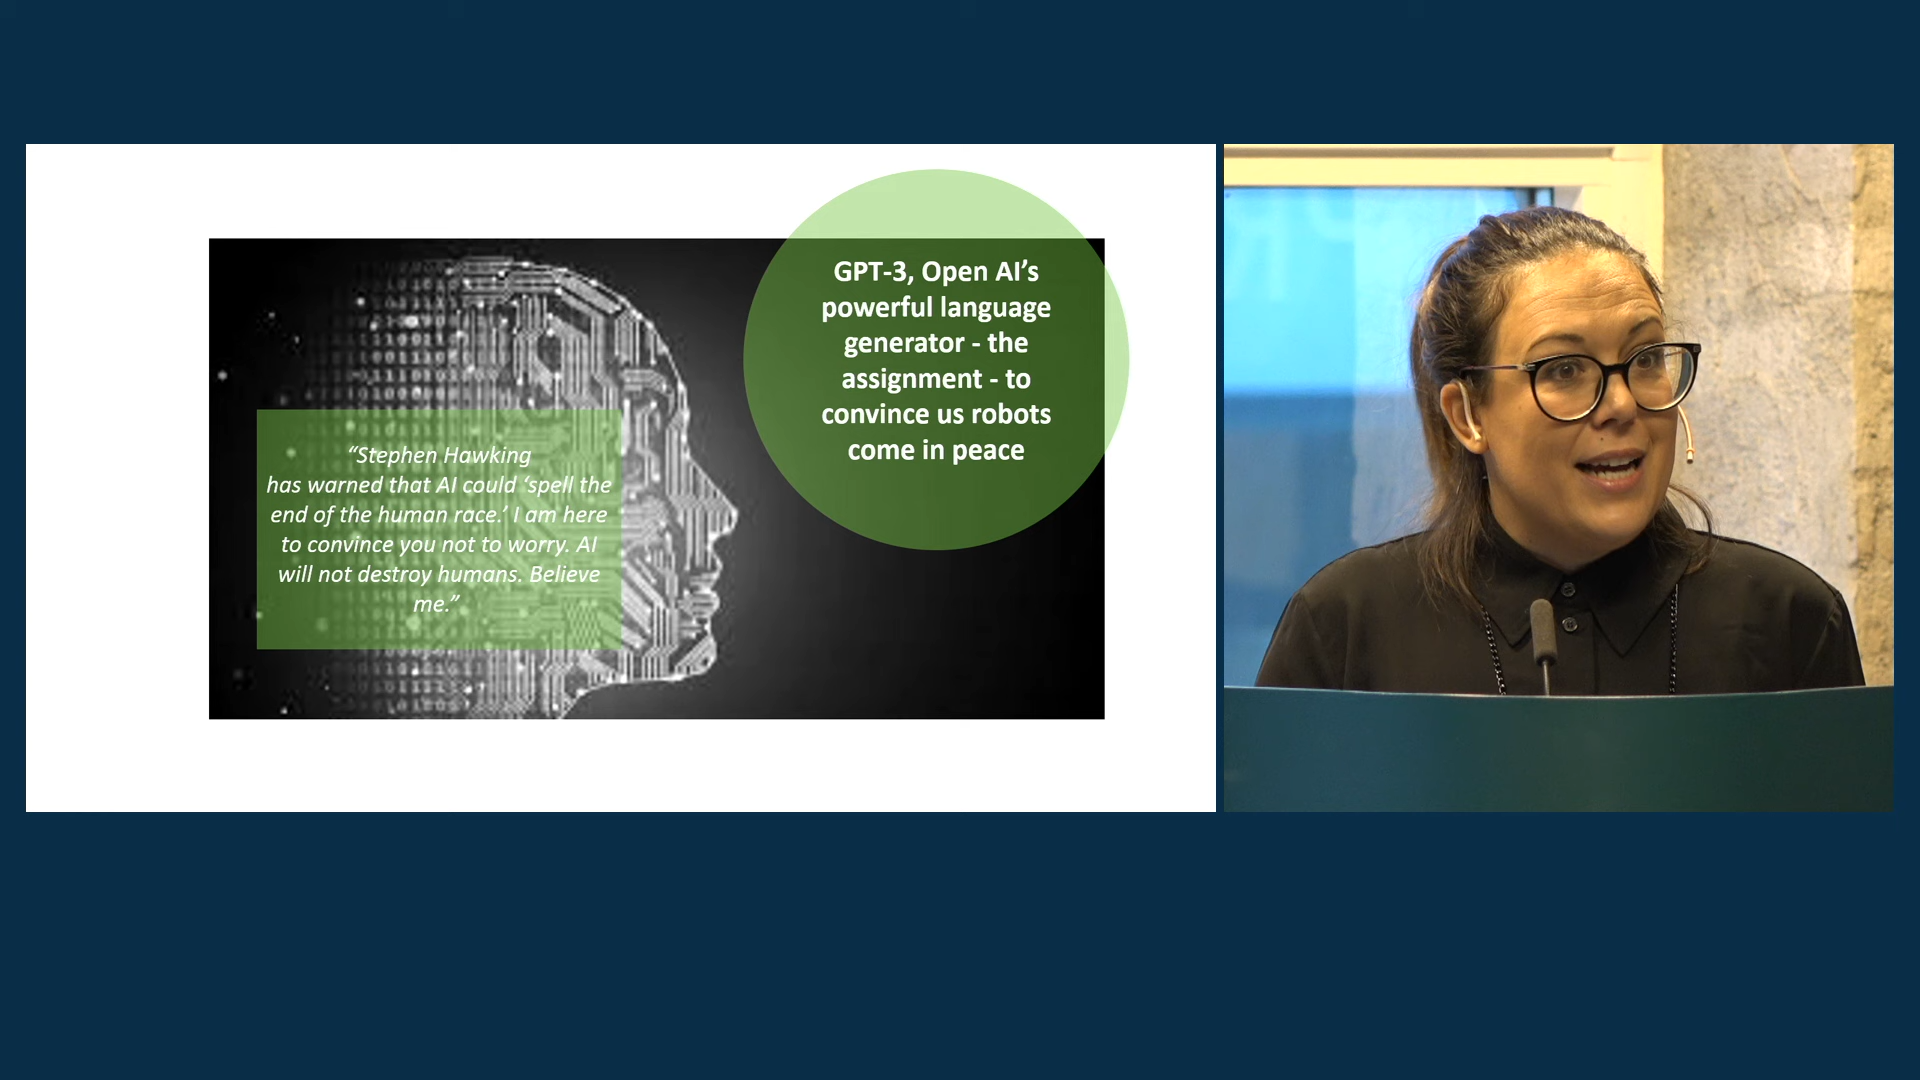 GPT-3, Open AI’s
powerful language
generator - the
assignment - to
convince us robots
come in peace
“Stephen Hawking
has warned that AI could ‘spell the
end of the human race.’ I am here
to convince you not to worry. AI
will not destroy humans. Believe
me.”